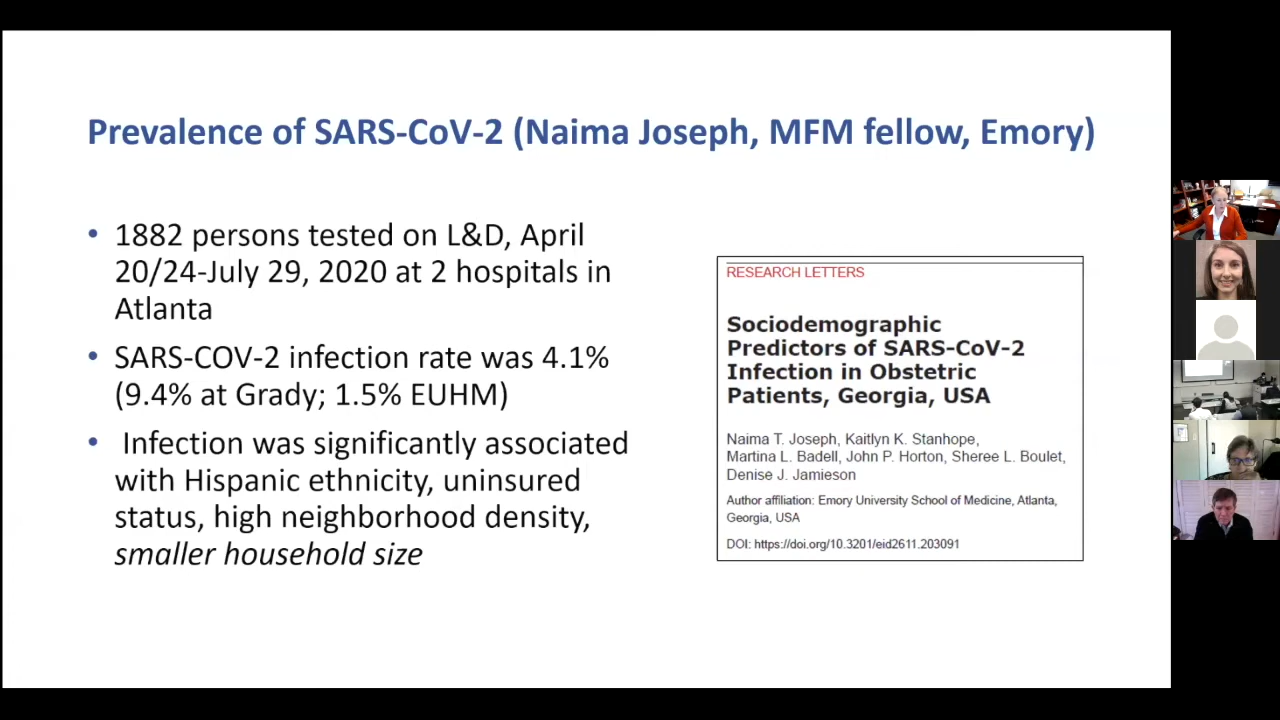 Prevalence of SARS-CoV-2 (Naima Joseph, MFM fellow, Emory)
• 1882 persons tested on L&D, April
20/24-July 29, 2020 at 2 hospitals in
Atlanta
• SARS-COV-2 infection rate was 4.1%
(9.4% at Grady; 1.5% EUHM)
• Infection was significantly associated
with Hispanic ethnicity, uninsured
status, high neighborhood density,
smaller household size
RESEARCH LETTERS
Sociodemographic
Predictors of SARS-CoV-2
Infection in Obstetric
Patients, Georgia, USA
Naima T. Joseph, Kaitlyn K. Stanhope,
Martina L. Badell, John P. Horton, Sheree L. Boulet,
Denise J. Jamieson
Author affiliation: Emory University School of Medicine, Atlanta,
Georgia, USA
DOI: https://doi.org/10.3201/eid2611.203091